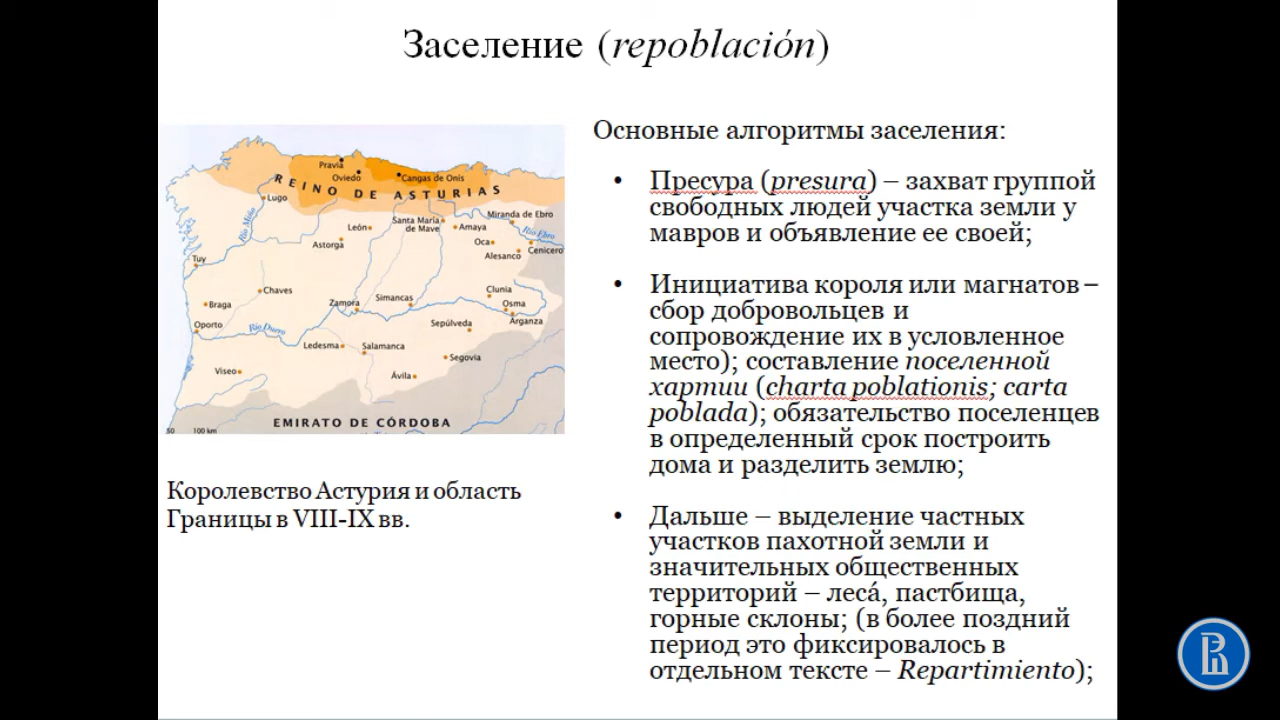 Заселение (repoblación)
Основные алгоритмы заселения:
• Пресура (presura) – захват группой
свободных людей участка земли у
мавров и объявление ее своей;
• Инициатива короля или магнатов –
сбор добровольцев и
сопровождение их в условленное
место); составление поселенной
хартии (charta poblationis; carta
poblada); обязательство поселенцев
в определенный срок построить
дома и разделить землю;
• Дальше – выделение частных
участков пахотной земли и
значительных общественных
территорий – лесá, пастбища,
горные склоны; (в более поздний
период это фиксировалось в
отдельном тексте – Repartimiento);
Pravia
Oviedo
Cangas de Onís
REINO DE ASTURIAS
Lugo
Río Miño
León
Santa María
de Mave
Amaya
Miranda de Ebro
Río Ebro
Astorga
Oca
Cenicero
Alesanco
Tuy
Chaves
Braga
Zamora
Simancas
Clunia
Osma
Arganza
Oporto
Río Duero
Sepúlveda
Ledesma
Salamanca
Segovia
Viseo
Ávila
EMIRATO DE CÓRDOBA
50 100 km
Королевство Астурия и область
Границы в VIII-IX вв.